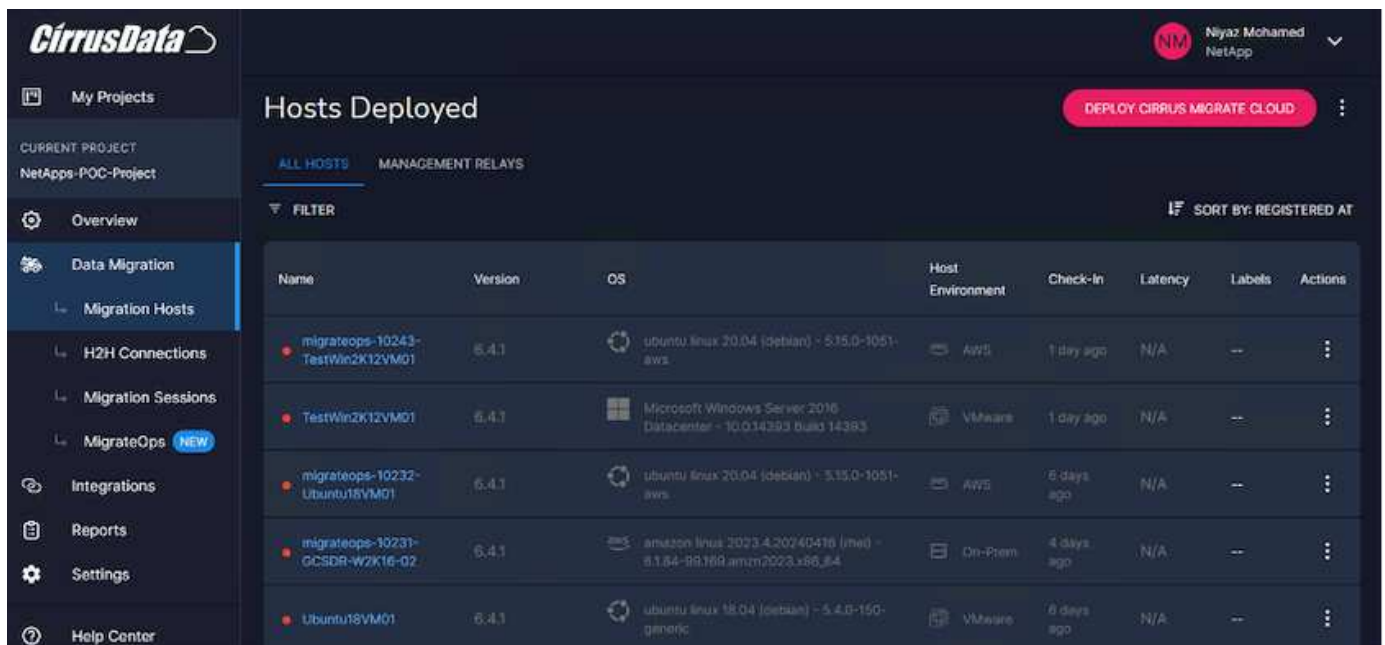 CirrusData
NM
Niyaz Mohamed
NetApp
My Projects
CURRENT PROJECT
NetApps-POC-Project
Overview
Data Migration
Migration Hosts
H2H Connections
Migration Sessions
MigrateOps NEW
Integrations
Reports
Settings
Help Center
Hosts Deployed
DEPLOY CIRRUS MIGRATE CLOUD
ALL HOSTS MANAGEMENT RELAYS
FILTER
SORT BY: REGISTERED AT
Name Version OS Host Environment Check-In Latency Labels Actions
migrateops-10243-
TestWin2K12VM01
6.4.1
ubuntu linux 20.04 (debian) - 5.15.0-1051-
aws
AWS
1 day ago
N/A
--
TestWin2K12VM01
6.4.1
Microsoft Windows Server 2016
Datacenter - 10.0.14393 Build 14393
VMware
1 day ago
N/A
--
migrateops-10232-
Ubuntu18VM01
6.4.1
ubuntu linux 20.04 (debian) - 5.15.0-1051-
aws
AWS
6 days
ago
N/A
--
migrateops-10231-
GCSDR-W2K16-02
6.4.1
aws
amazon linux 2023.4.20240416 (rhel) -
6.1.84-99.169.amzn2023.x86_64
On-Prem
4 days
ago
N/A
--
Ubuntu18VM01
6.4.1
ubuntu linux 18.04 (debian) - 5.4.0-150-
generic
VMware
6 days
ago
N/A
--